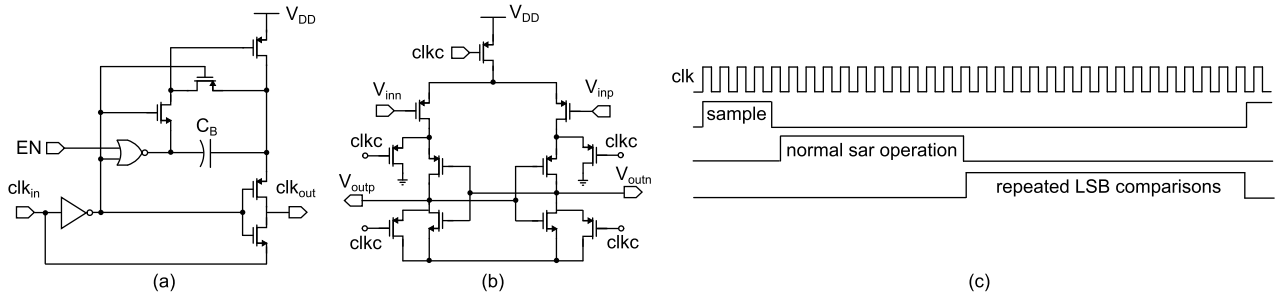 V_DD
C_B
EN
clk_in
clk_out
(a)
V_DD
clkc
V_inn
V_inp
clkc
clkc
V_outp
V_outn
clkc
clkc
(b)
clk
sample
normal sar operation
repeated LSB comparisons
(c)